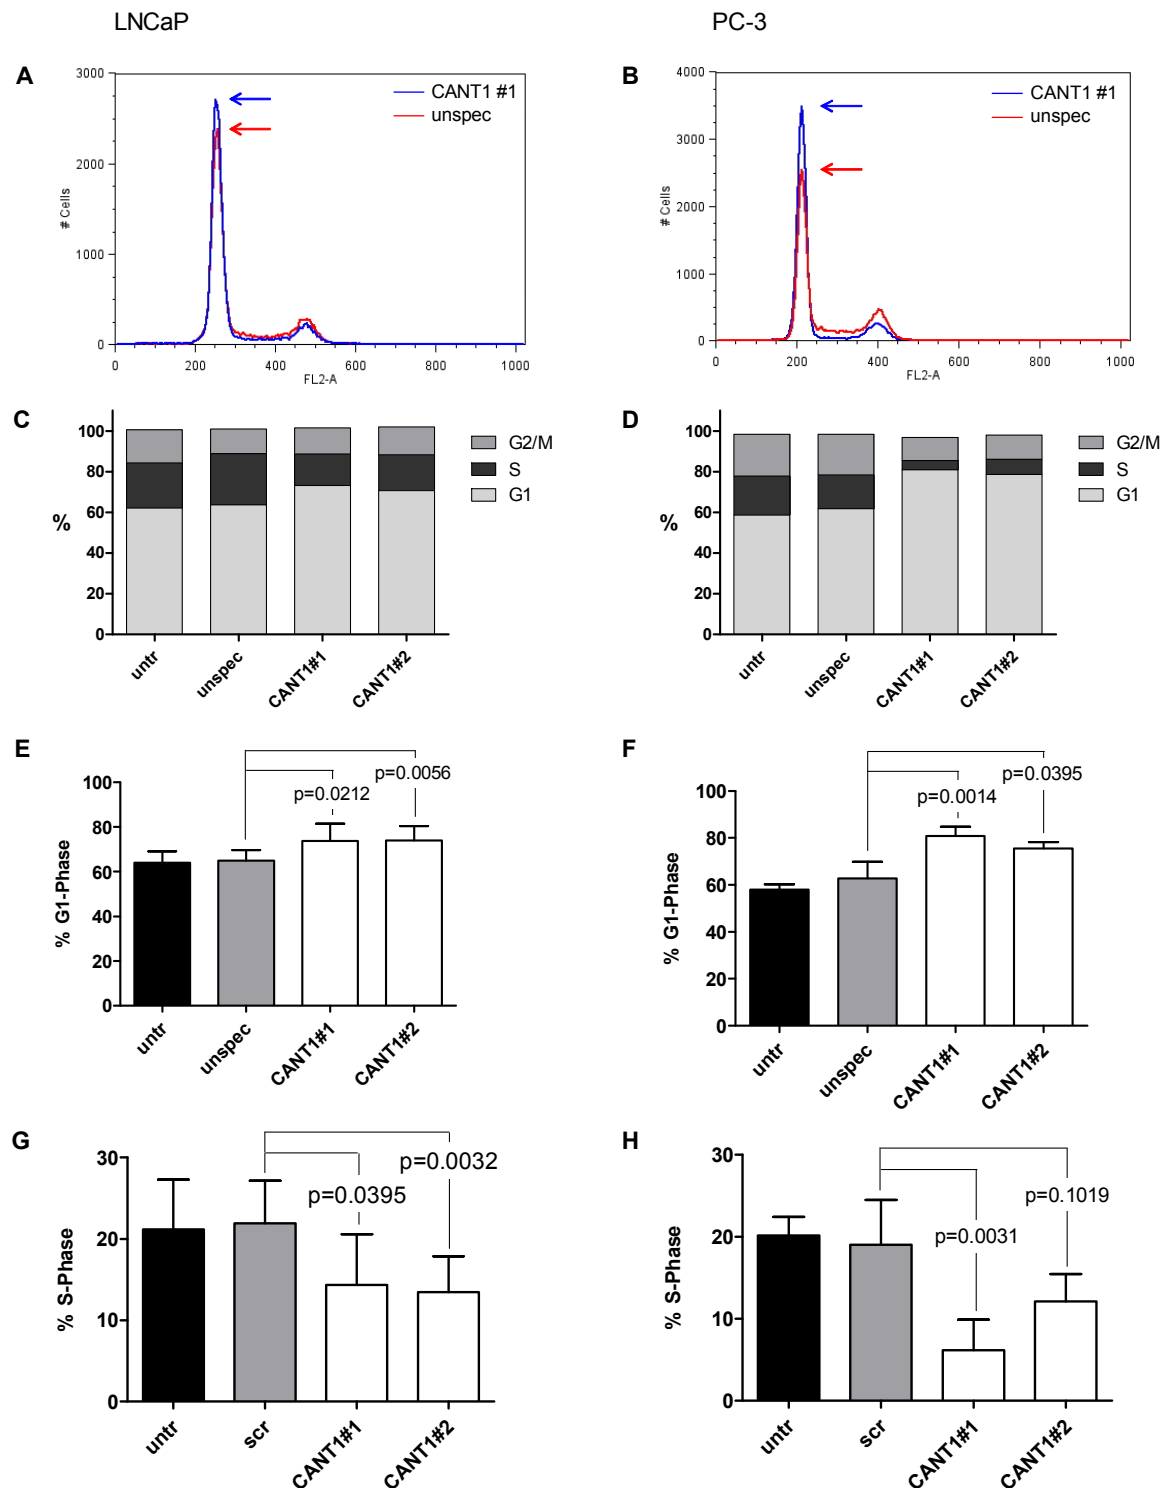 LNCaP
PC-3
A
3000
2000
1000
0
# Cells
0
200
400
600
800
1000
FL2-A
CANT1 #1
unspec
B
4000
3000
2000
1000
0
# Cells
0
200
400
600
800
1000
FL2-A
CANT1 #1
unspec
C
100
80
60
40
20
0
%
untr
unspec
CANT1#1
CANT1#2
G2/M
S
G1
D
100
80
60
40
20
0
%
untr
unspec
CANT1#1
CANT1#2
G2/M
S
G1
E
100
80
60
40
20
0
% G1-Phase
p=0.0056
p=0.0212
untr
unspec
CANT1#1
CANT1#2
F
100
80
60
40
20
0
% G1-Phase
p=0.0395
p=0.0014
untr
unspec
CANT1#1
CANT1#2
G
30
20
10
0
% S-Phase
p=0.0032
p=0.0395
untr
scr
CANT1#1
CANT1#2
H
30
20
10
0
% S-Phase
p=0.1019
p=0.0031
untr
scr
CANT1#1
CANT1#2